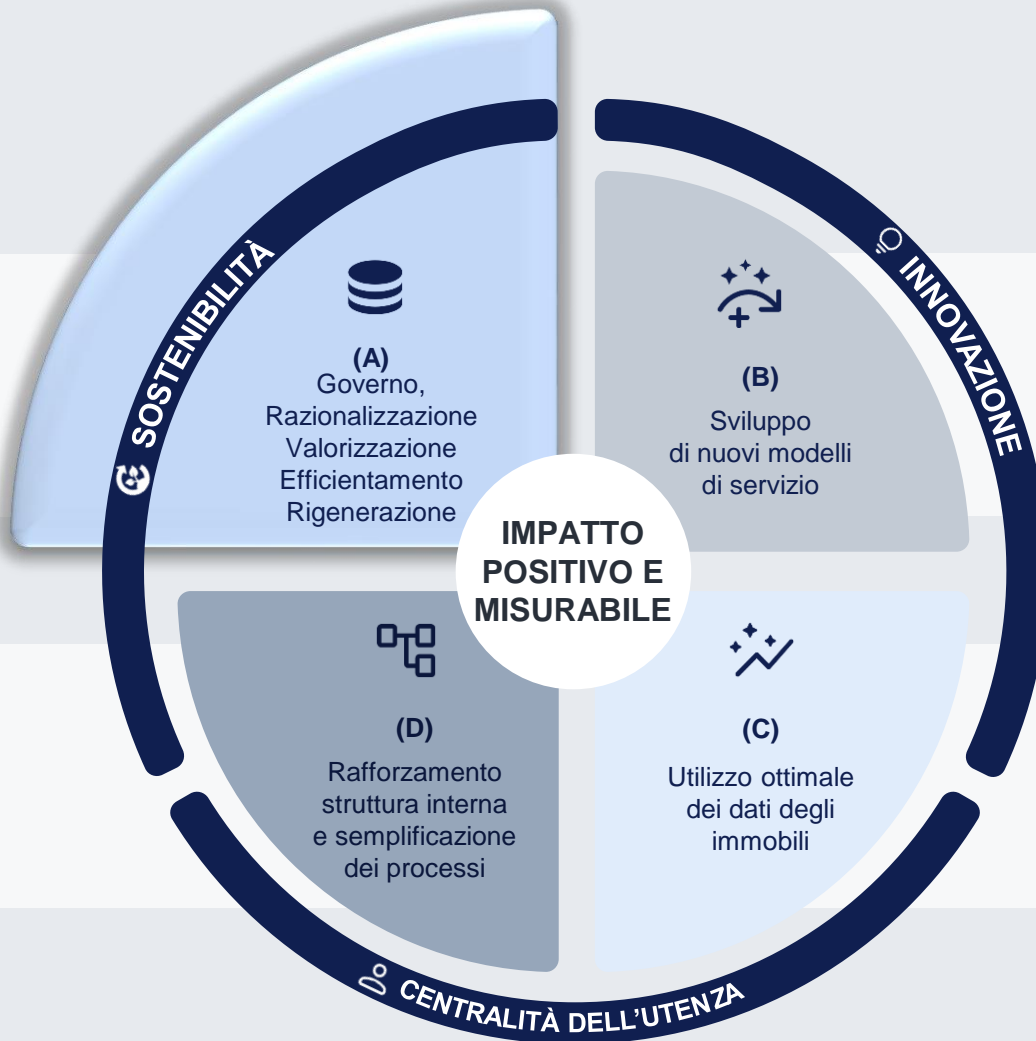 SOSTENIBILITÀ
INNOVAZIONE
(A)
Governo,
Razionalizzazione
Valorizzazione
Efficientamento
Rigenerazione
(B)
Sviluppo
di nuovi modelli
di servizio
IMPATTO
POSITIVO E
MISURABILE
(D)
Rafforzamento
struttura interna
e semplificazione
dei processi
(C)
Utilizzo ottimale
dei dati degli
immobili
CENTRALITÀ DELL'UTENZA